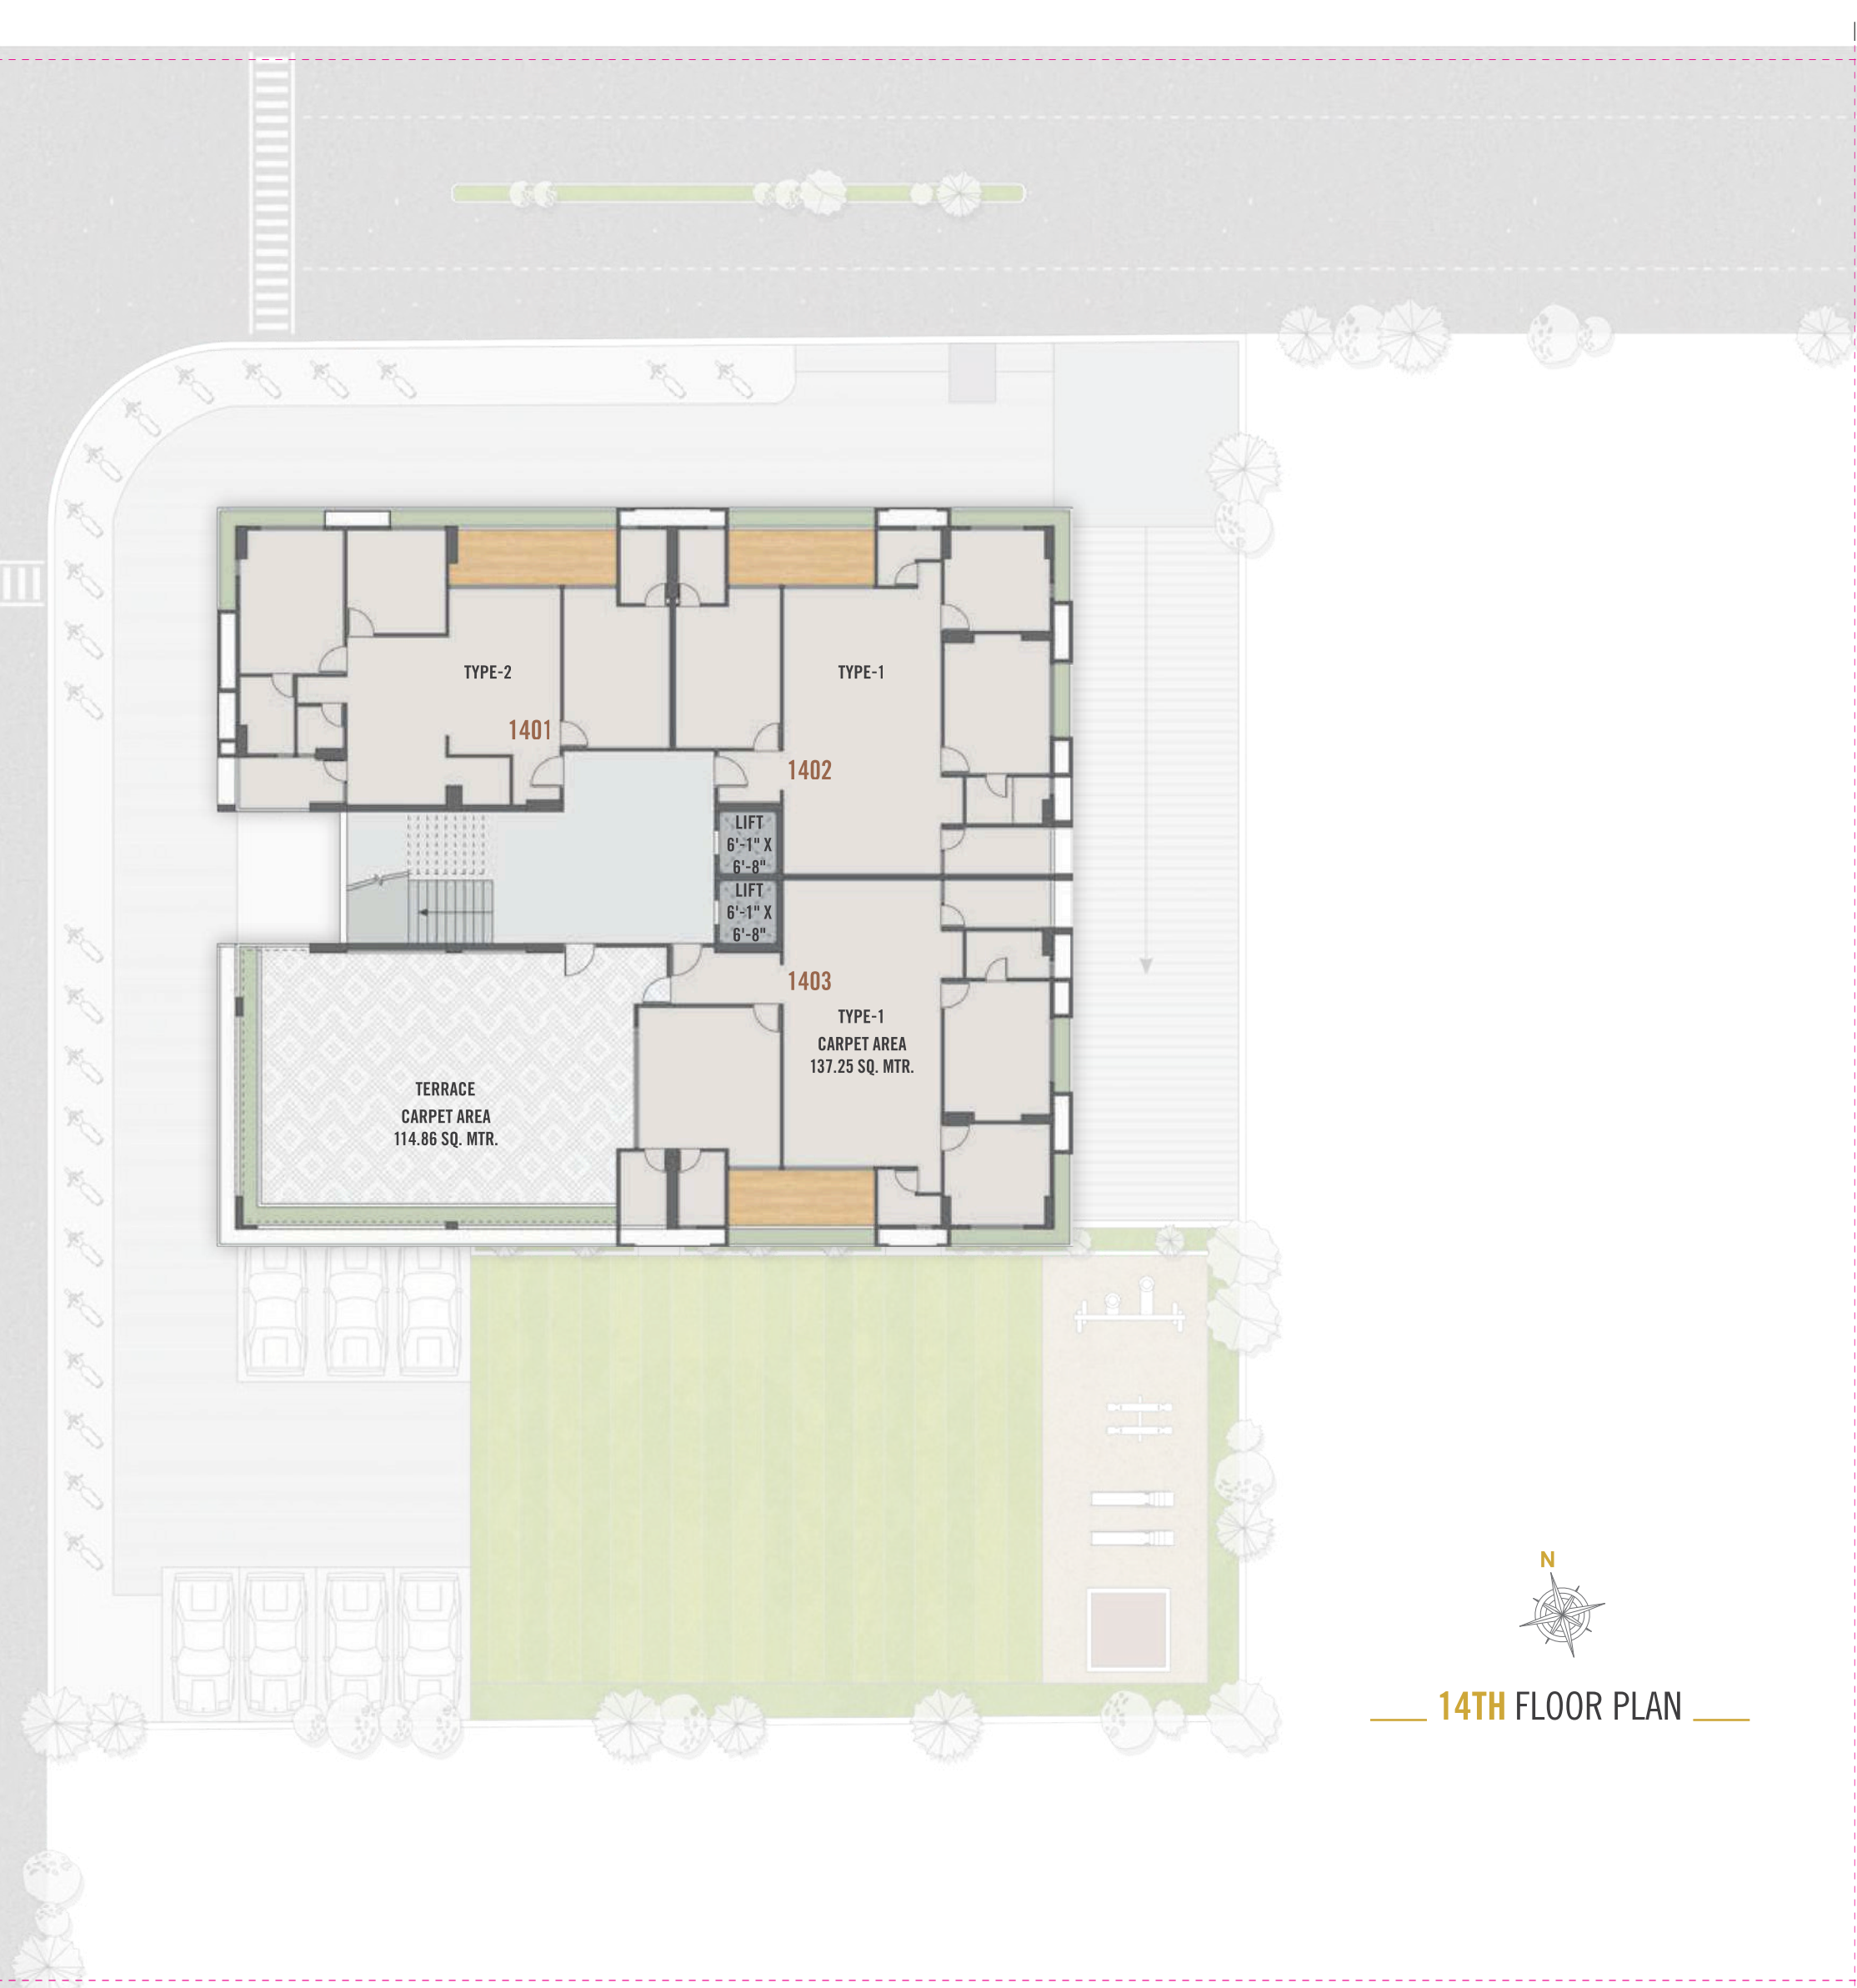 TYPE-2
1401
TYPE-1
1402
LIFT
6'-1" X
6'-8"
LIFT
6'-1" X
6'-8"
1403
TYPE-1
CARPET AREA
137.25 SQ. MTR.
TERRACE
CARPET AREA
114.86 SQ. MTR.
N
14TH FLOOR PLAN